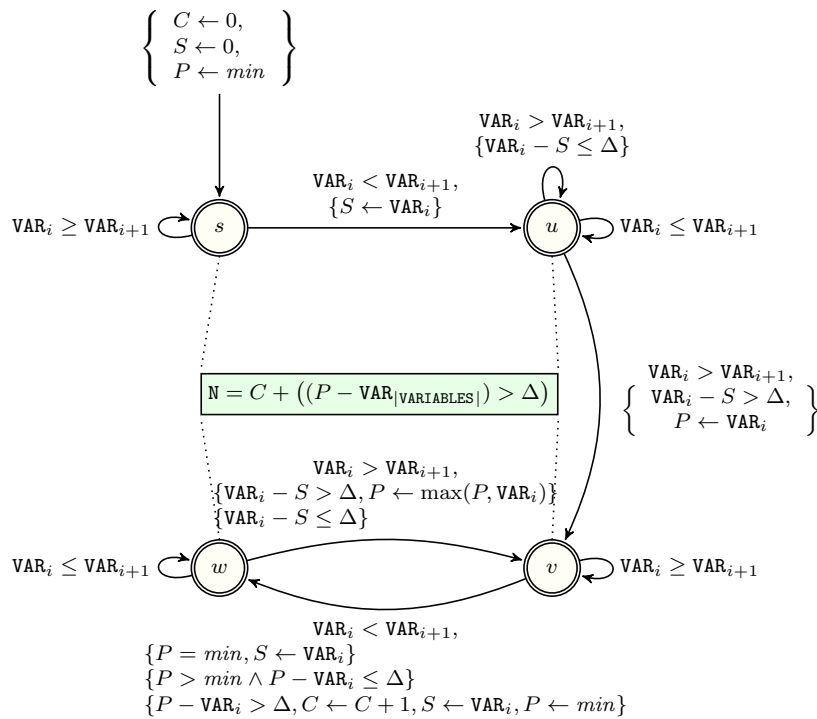 C ← 0,
S ← 0,
P ← min
VAR_i > VAR_{i+1},
{VAR_i − S ≤ Δ}
VAR_i < VAR_{i+1},
{S ← VAR_i}
VAR_i ≥ VAR_{i+1}
s
u
VAR_i ≤ VAR_{i+1}
VAR_i > VAR_{i+1},
VAR_i − S > Δ,
P ← VAR_i
N = C + ((P − VAR_{|VARIABLES|}) > Δ)
VAR_i > VAR_{i+1},
{VAR_i − S > Δ, P ← max(P, VAR_i)}
{VAR_i − S ≤ Δ}
VAR_i ≤ VAR_{i+1}
w
v
VAR_i ≥ VAR_{i+1}
VAR_i < VAR_{i+1},
{P = min, S ← VAR_i}
{P > min ∧ P − VAR_i ≤ Δ}
{P − VAR_i > Δ, C ← C + 1, S ← VAR_i, P ← min}